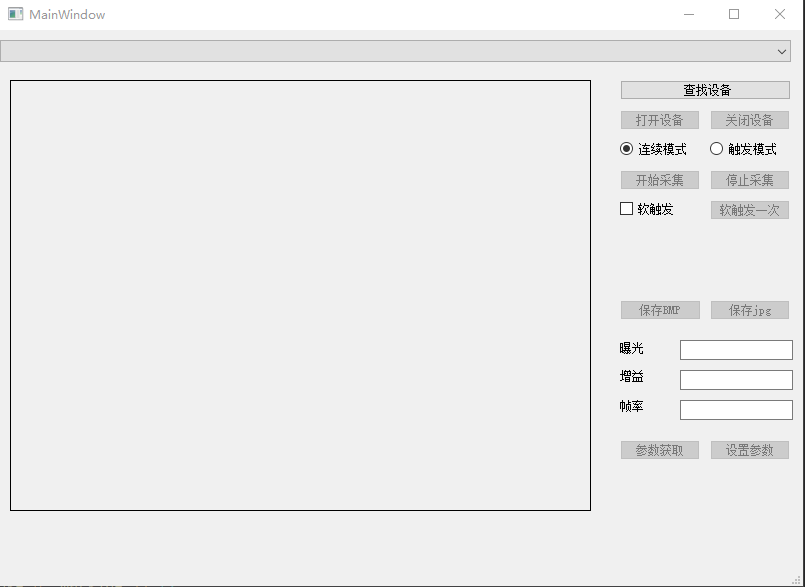 MainWindow
查找设备
打开设备 关闭设备
连续模式 触发模式
开始采集 停止采集
软触发 软触发一次
保存BMP 保存jpg
曝光
增益
帧率
参数获取 设置参数